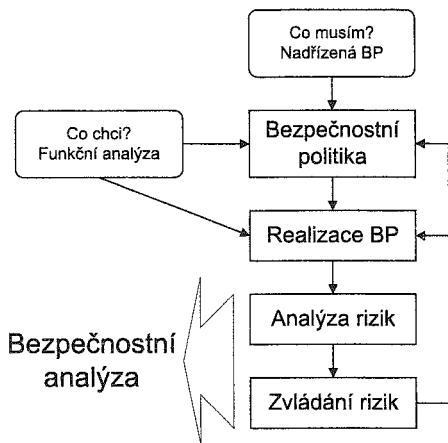 Co musím?
Nadřízená BP
Co chci?
Funkční analýza
Bezpečnostní
politika
Realizace BP
Analýza rizik
Bezpečnostní
analýza
Zvládání rizik